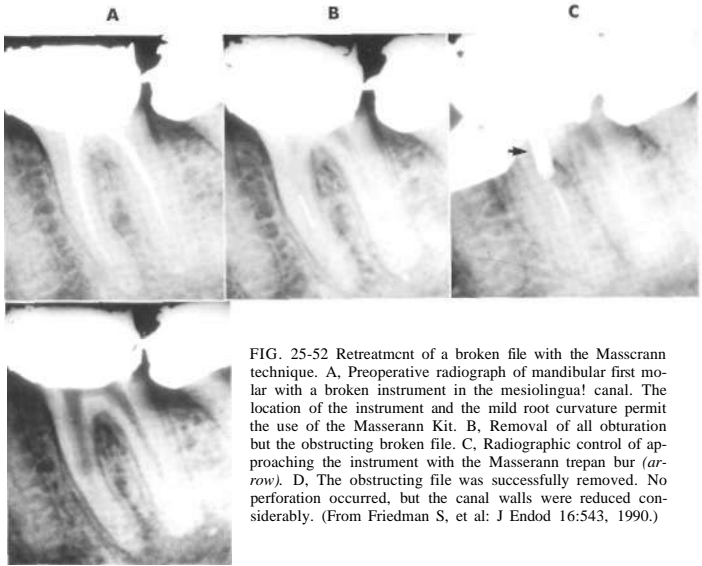 A
B
C
FIG. 25-52 Retreatmcnt of a broken file with the Masscrann
technique. A, Preoperative radiograph of mandibular first mo-
lar with a broken instrument in the mesiolingua! canal. The
location of the instrument and the mild root curvature permit
the use of the Masserann Kit. B, Removal of all obturation
but the obstructing broken file. C, Radiographic control of ap-
proaching the instrument with the Masserann trepan bur (ar-
row). D, The obstructing file was successfully removed. No
perforation occurred, but the canal walls were reduced con-
siderably. (From Friedman S, et al: J Endod 16:543, 1990.)